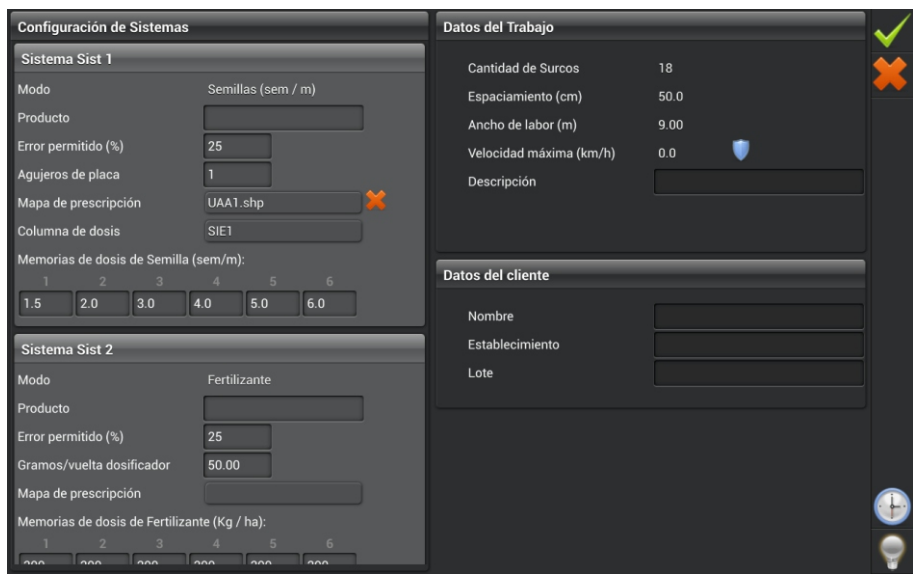 Configuración de Sistemas
Sistema Sist 1
Modo Semillas (sem / m)
Producto
Error permitido (%) 25
Agujeros de placa 1
Mapa de prescripción UAA1.shp
Columna de dosis SIE1
Memorias de dosis de Semilla (sem/m):
1 2 3 4 5 6
1.5 2.0 3.0 4.0 5.0 6.0
Sistema Sist 2
Modo Fertilizante
Producto
Error permitido (%) 25
Gramos/vuelta dosificador 50.00
Mapa de prescripción
Memorias de dosis de Fertilizante (Kg / ha):
1 2 3 4 5 6
Datos del Trabajo
Cantidad de Surcos 18
Espaciamiento (cm) 50.0
Ancho de labor (m) 9.00
Velocidad máxima (km/h) 0.0
Descripción
Datos del cliente
Nombre
Establecimiento
Lote